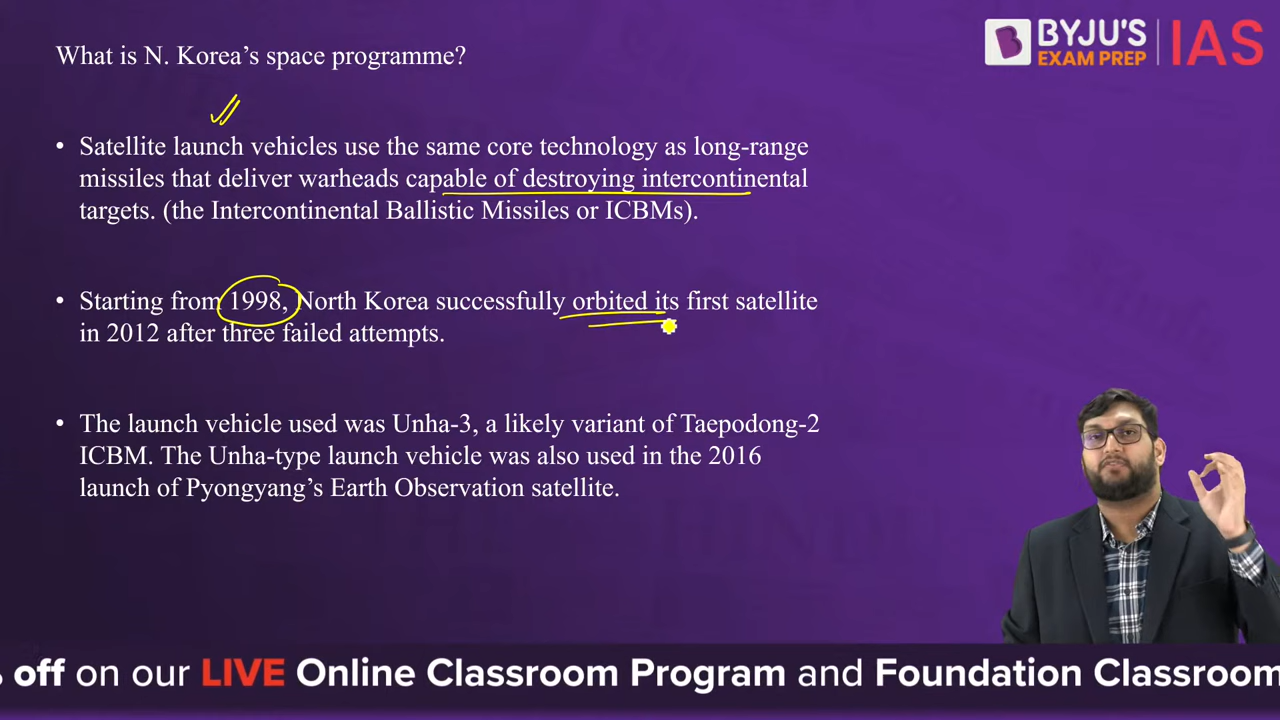 What is N. Korea's space programme?
BYJU'S
EXAM PREP
IAS
• Satellite launch vehicles use the same core technology as long-range
missiles that deliver warheads capable of destroying intercontinental
targets. (the Intercontinental Ballistic Missiles or ICBMs).
• Starting from 1998, North Korea successfully orbited its first satellite
in 2012 after three failed attempts.
• The launch vehicle used was Unha-3, a likely variant of Taepodong-2
ICBM. The Unha-type launch vehicle was also used in the 2016
launch of Pyongyang's Earth Observation satellite.
% off on our LIVE Online Classroom Program and Foundation Classroom